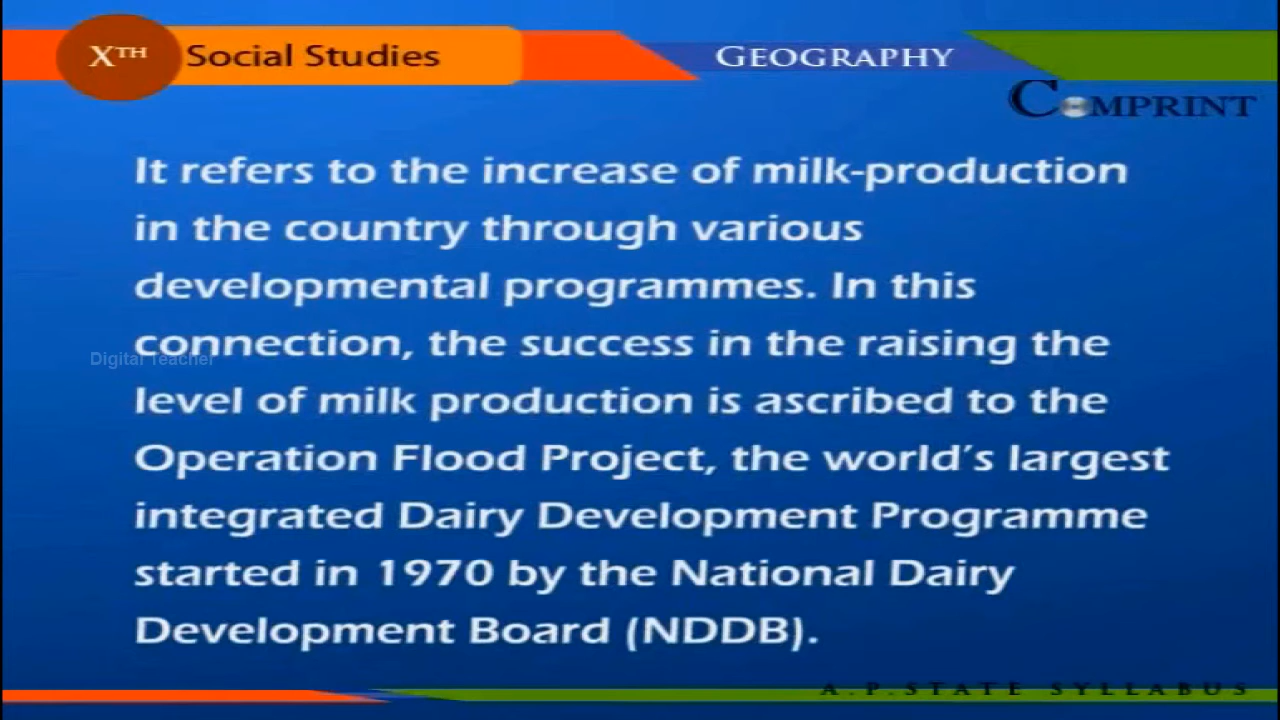 XTH Social Studies GEOGRAPHY
COMPRINT
It refers to the increase of milk-production
in the country through various
developmental programmes. In this
connection, the success in the raising the
Digital Teacher
level of milk production is ascribed to the
Operation Flood Project, the world's largest
integrated Dairy Development Programme
started in 1970 by the National Dairy
Development Board (NDDB).
A.P.STATE SYLLABUS